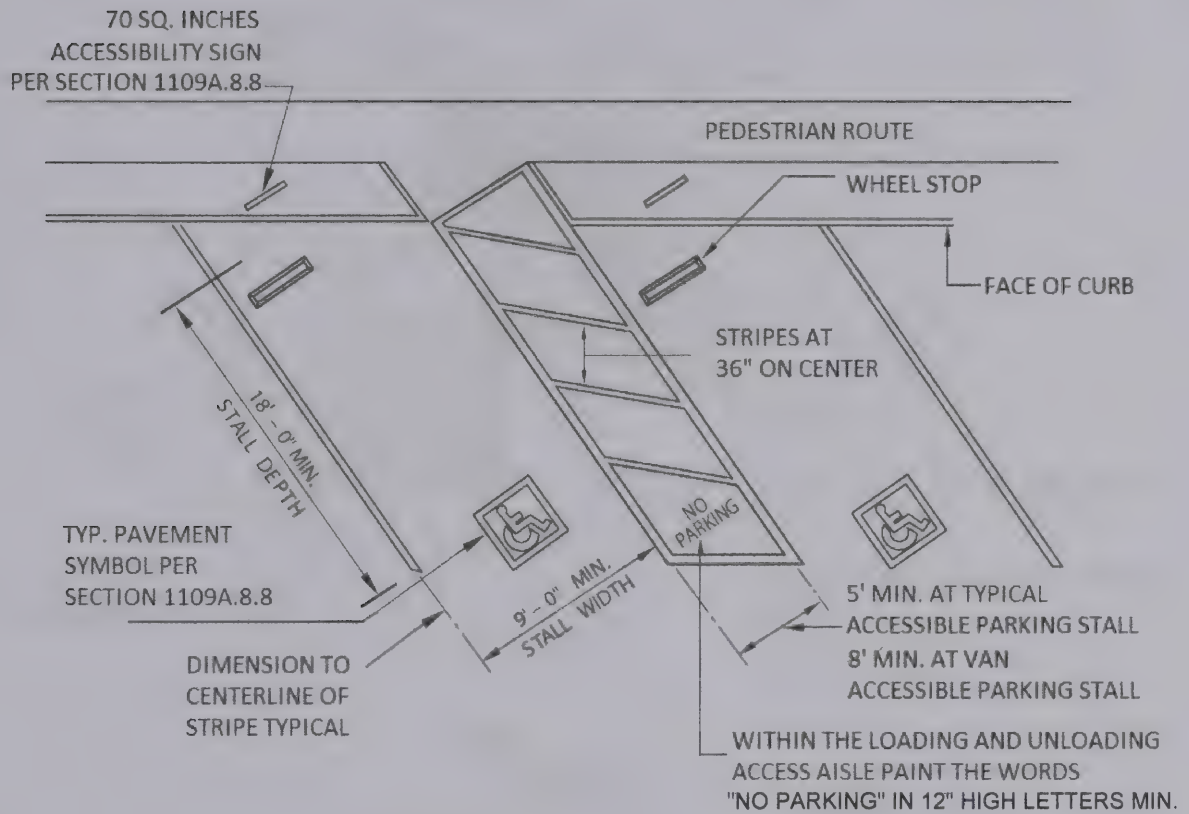 70 SQ. INCHES
ACCESSIBILITY SIGN
PER SECTION 1109A.8.8
PEDESTRIAN ROUTE
WHEEL STOP
FACE OF CURB
STRIPES AT
36" ON CENTER
18' - 0" MIN.
STALL DEPTH
TYP. PAVEMENT
SYMBOL PER
SECTION 1109A.8.8
NO
PARKING
9' - 0" MIN.
STALL WIDTH
5' MIN. AT TYPICAL
ACCESSIBLE PARKING STALL
8' MIN. AT VAN
ACCESSIBLE PARKING STALL
DIMENSION TO
CENTERLINE OF
STRIPE TYPICAL
WITHIN THE LOADING AND UNLOADING
ACCESS AISLE PAINT THE WORDS
"NO PARKING" IN 12" HIGH LETTERS MIN.